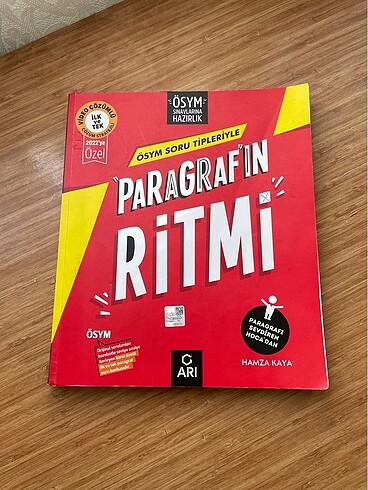 VİDEO ÇÖZÜMLÜ
İLK ve TEK
2022'ye
Özel
ÖSYM
SINAVLARINA
HAZIRLIK
ÖSYM SORU TİPLERİYLE
'PARAGRAF'IN
RİTMİ
ÖSYM
PARAGRAFI
SEVDİREN
HOCA'DAN
ARI
HAMZA KAYA